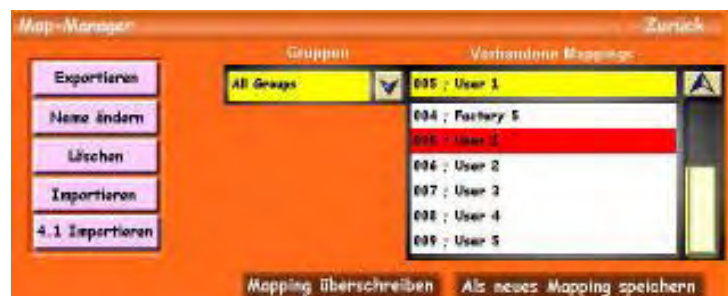 Map-Manager
Zurück
Gruppen
Vorhandene Mappings
Exportieren
Name ändern
Löschen
Importieren
4.1 Importieren
All Groups
005 ; User 1
004 ; Factory 5
005 ; User 1
006 ; User 2
007 ; User 3
008 ; User 4
009 ; User 5
Mapping überschreiben
Als neues Mapping speichern